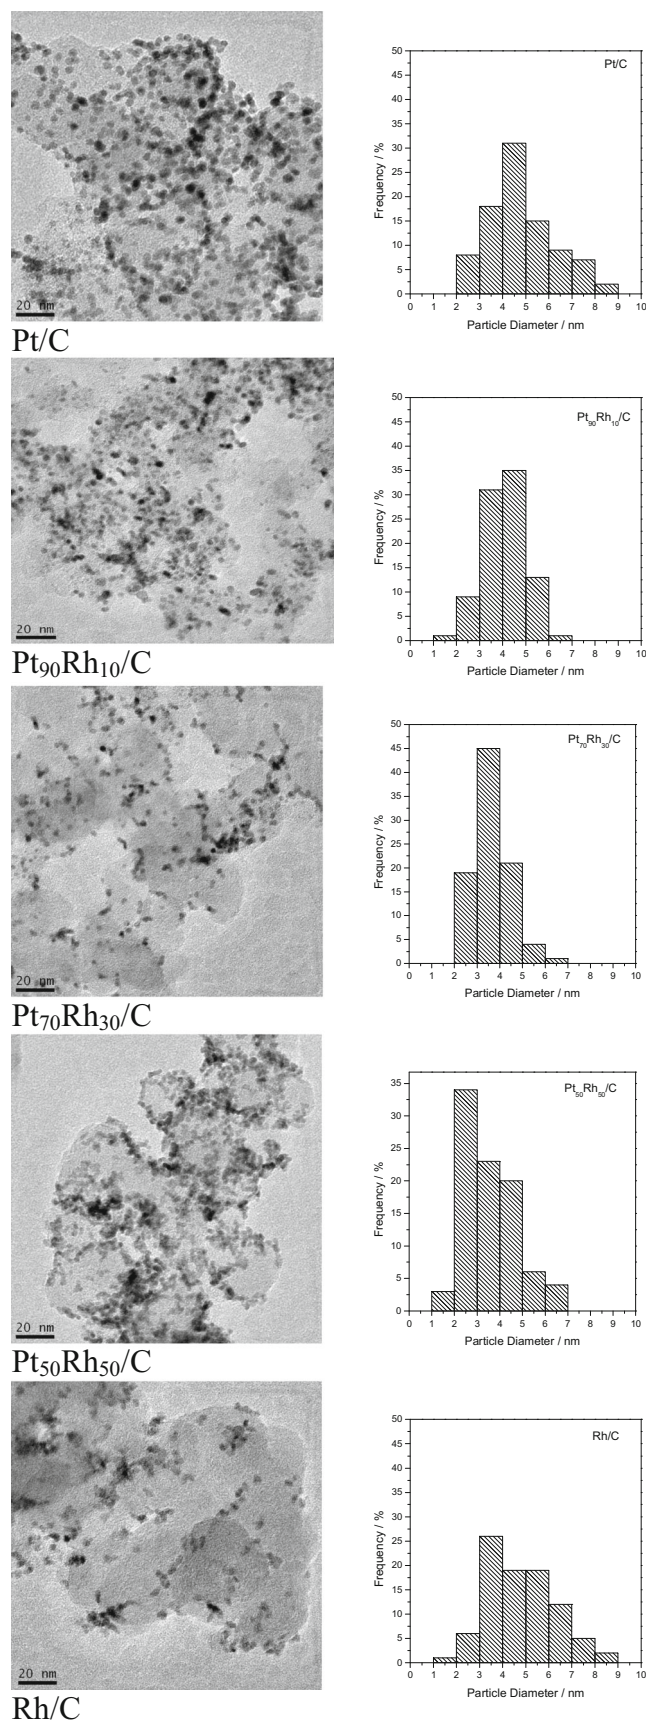 20 nm
Pt/C
Pt/C
50
45
40
35
30
25
20
15
10
5
0
Frequency / %
0 1 2 3 4 5 6 7 8 9 10
Particle Diameter / nm
20 nm
Pt₉₀Rh₁₀/C
Pt₉₀Rh₁₀/C
50
45
40
35
30
25
20
15
10
5
0
Frequency / %
0 1 2 3 4 5 6 7 8 9 10
Particle Diameter / nm
20 nm
Pt₇₀Rh₃₀/C
Pt₇₀Rh₃₀/C
50
45
40
35
30
25
20
15
10
5
0
Frequency / %
0 1 2 3 4 5 6 7 8 9 10
Particle Diameter / nm
20 nm
Pt₅₀Rh₅₀/C
Pt₅₀Rh₅₀/C
35
30
25
20
15
10
5
0
Frequency / %
0 1 2 3 4 5 6 7 8 9 10
Particle Diameter / nm
20 nm
Rh/C
Rh/C
50
45
40
35
30
25
20
15
10
5
0
Frequency / %
0 1 2 3 4 5 6 7 8 9 10
Particle Diameter / nm